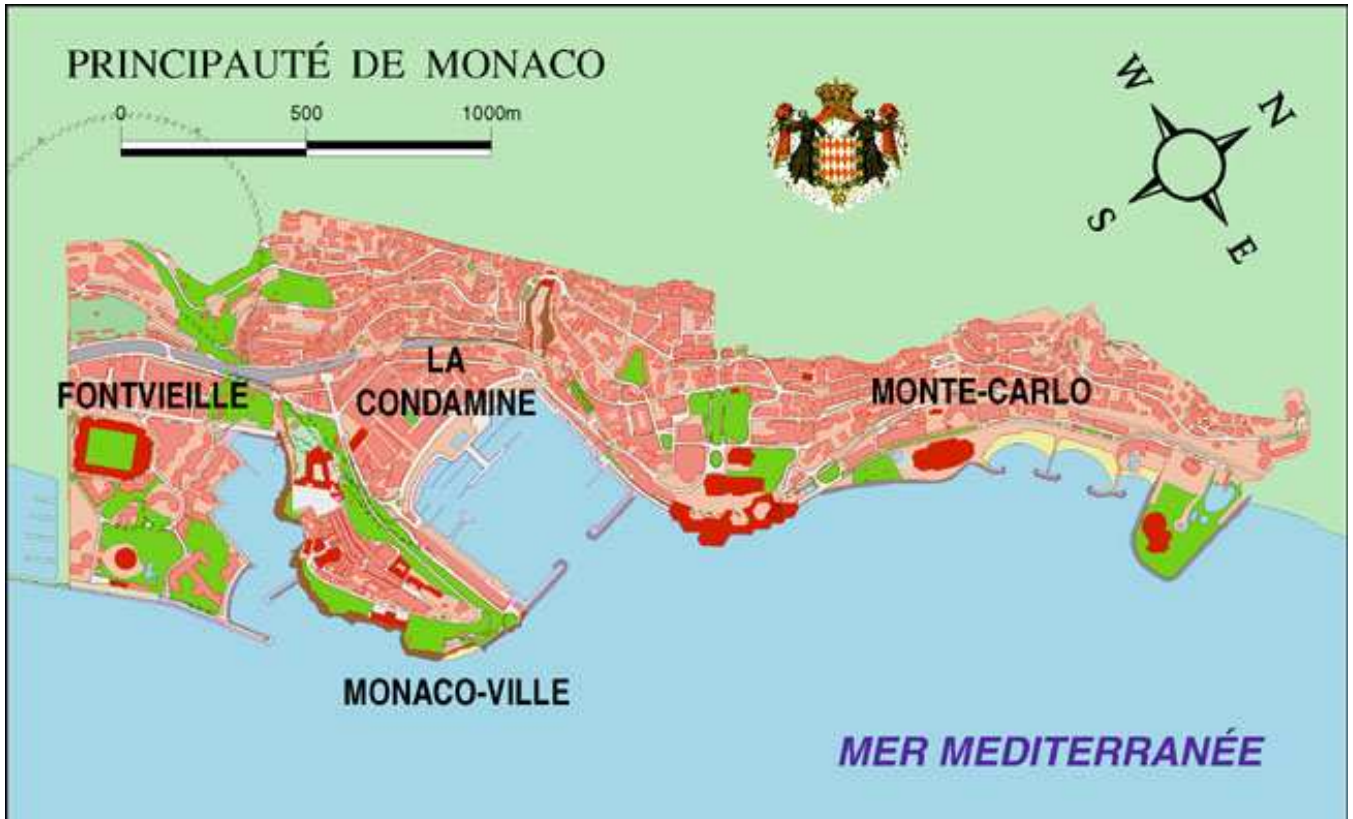 PRINCIPAUTÉ DE MONACO
0 500 1000m
W
N
S
E
LA
CONDAMINE
FONTVIEILLE
MONTE-CARLO
MONACO-VILLE
MER MEDITERRANÉE